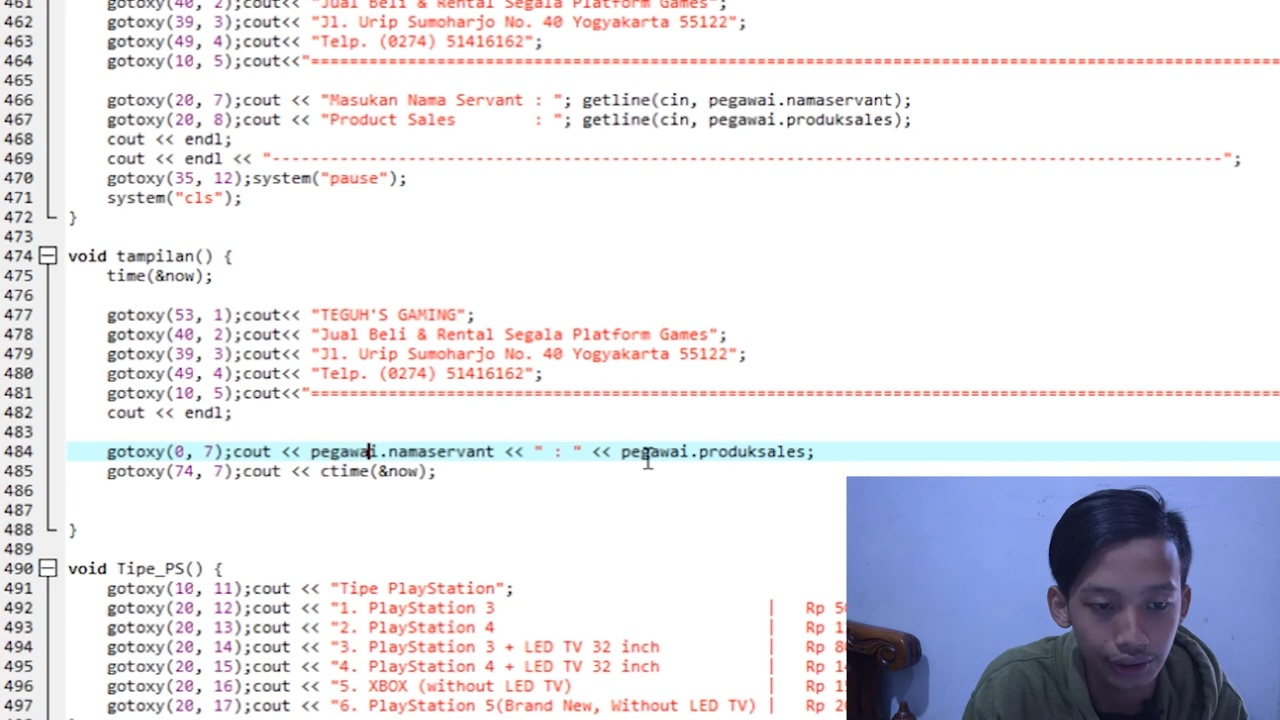 461 gotoxy(40, 2);cout<< "Jual Beli & Rental Segala Platform Games";
462 gotoxy(39, 3);cout<< "Jl. Urip Sumoharjo No. 40 Yogyakarta 55122";
463 gotoxy(49, 4);cout<< "Telp. (0274) 51416162";
464 gotoxy(10, 5);cout<<"================================================================================
465
466 gotoxy(20, 7);cout << "Masukan Nama Servant : "; getline(cin, pegawai.namaservant);
467 gotoxy(20, 8);cout << "Product Sales        : "; getline(cin, pegawai.produksales);
468 cout << endl;
469 cout << endl << "--------------------------------------------------------------------------------------------------";
470 gotoxy(35, 12);system("pause");
471 system("cls");
472 }
473
474 void tampilan() {
475 time(&now);
476
477 gotoxy(53, 1);cout<< "TEGUH'S GAMING";
478 gotoxy(40, 2);cout<< "Jual Beli & Rental Segala Platform Games";
479 gotoxy(39, 3);cout<< "Jl. Urip Sumoharjo No. 40 Yogyakarta 55122";
480 gotoxy(49, 4);cout<< "Telp. (0274) 51416162";
481 gotoxy(10, 5);cout<<"================================================================================
482 cout << endl;
483
484 gotoxy(0, 7);cout << pegawai.namaservant << " : " << pegawai.produksales;
485 gotoxy(74, 7);cout << ctime(&now);
486
487
488 }
489
490 void Tipe_PS() {
491 gotoxy(10, 11);cout << "Tipe PlayStation";
492 gotoxy(20, 12);cout << "1. PlayStation 3 | Rp
493 gotoxy(20, 13);cout << "2. PlayStation 4 | Rp
494 gotoxy(20, 14);cout << "3. PlayStation 3 + LED TV 32 inch | Rp
495 gotoxy(20, 15);cout << "4. PlayStation 4 + LED TV 32 inch | Rp
496 gotoxy(20, 16);cout << "5. XBOX (without LED TV) | Rp
497 gotoxy(20, 17);cout << "6. PlayStation 5(Brand New, Without LED TV) | Rp